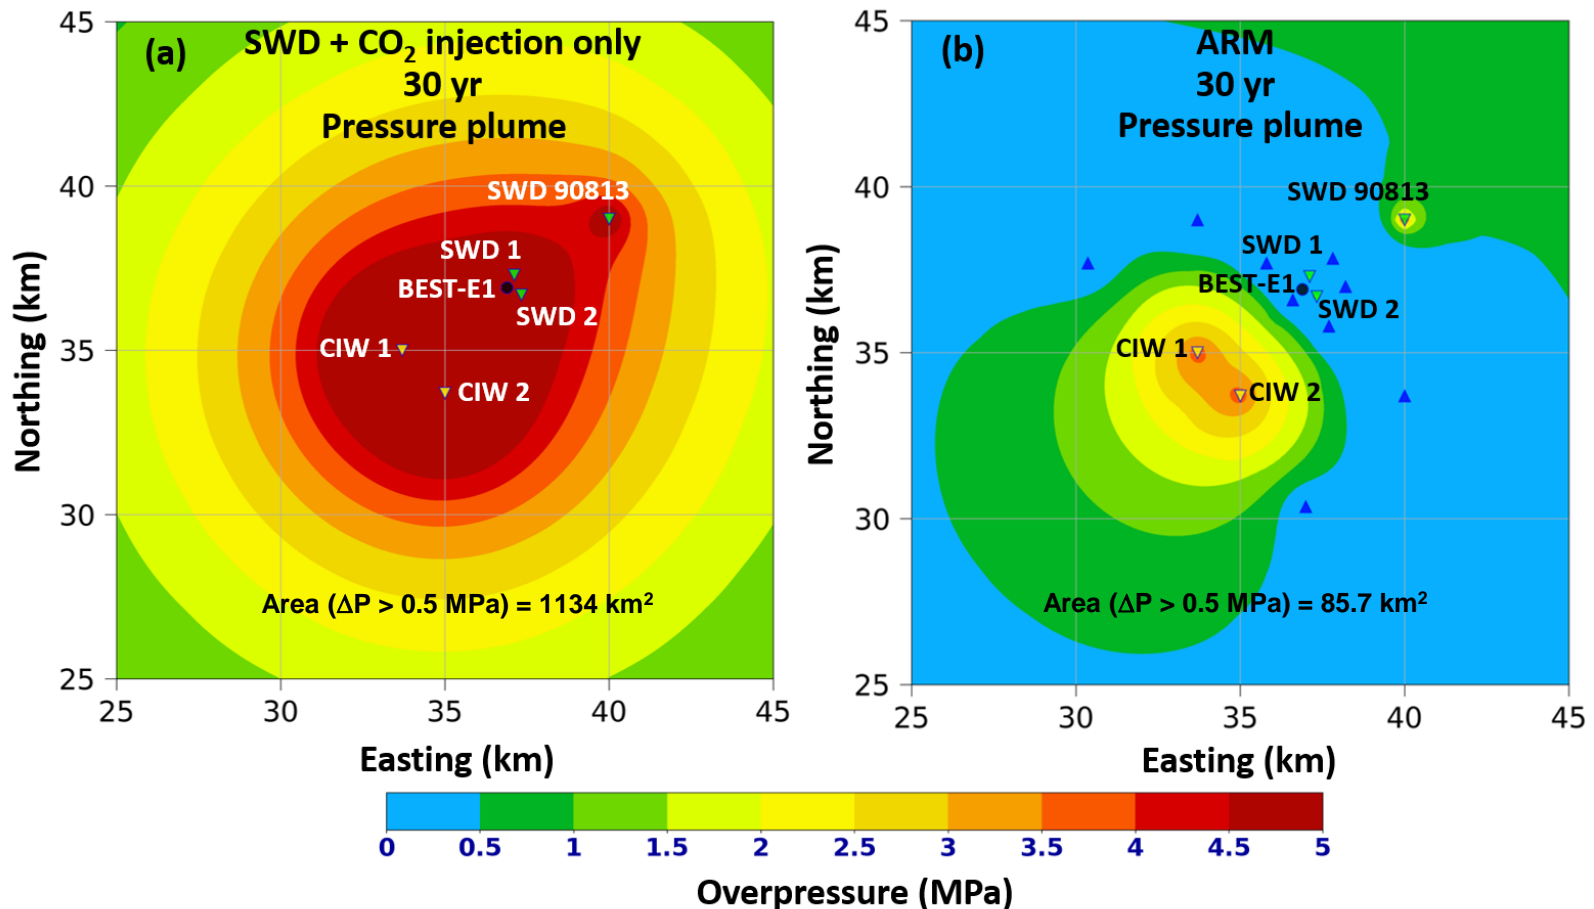 (a)
SWD + CO₂ injection only
30 yr
Pressure plume
45
40
35
30
25
25 30 35 40 45
Northing (km)
Easting (km)
SWD 90813
SWD 1
BEST-E1
SWD 2
CIW 1
CIW 2
Area (ΔP > 0.5 MPa) = 1134 km²
(b)
ARM
30 yr
Pressure plume
45
40
35
30
25
25 30 35 40 45
Northing (km)
Easting (km)
SWD 90813
SWD 1
BEST-E1
SWD 2
CIW 1
CIW 2
Area (ΔP > 0.5 MPa) = 85.7 km²
0 0.5 1 1.5 2 2.5 3 3.5 4 4.5 5
Overpressure (MPa)